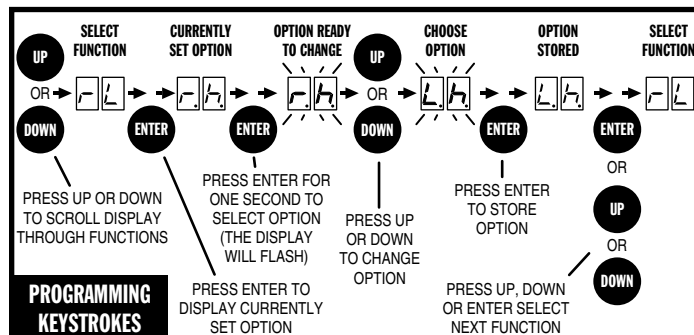 SELECT
FUNCTION
CURRENTLY
SET OPTION
OPTION READY
TO CHANGE
CHOOSE
OPTION
OPTION
STORED
SELECT
FUNCTION
UP
OR
DOWN
r L
ENTER
r. h.
ENTER
r. h
UP
OR
DOWN
L. h
ENTER
L. h
ENTER
r L
OR
UP
OR
DOWN
PRESS UP OR DOWN
TO SCROLL DISPLAY
THROUGH FUNCTIONS
PRESS ENTER TO
DISPLAY CURRENTLY
SET OPTION
PRESS ENTER FOR
ONE SECOND TO
SELECT OPTION
(THE DISPLAY
WILL FLASH)
PRESS UP
OR DOWN
TO CHANGE
OPTION
PRESS ENTER
TO STORE
OPTION
PRESS UP, DOWN
OR ENTER SELECT
NEXT FUNCTION
PROGRAMMING
KEYSTROKES